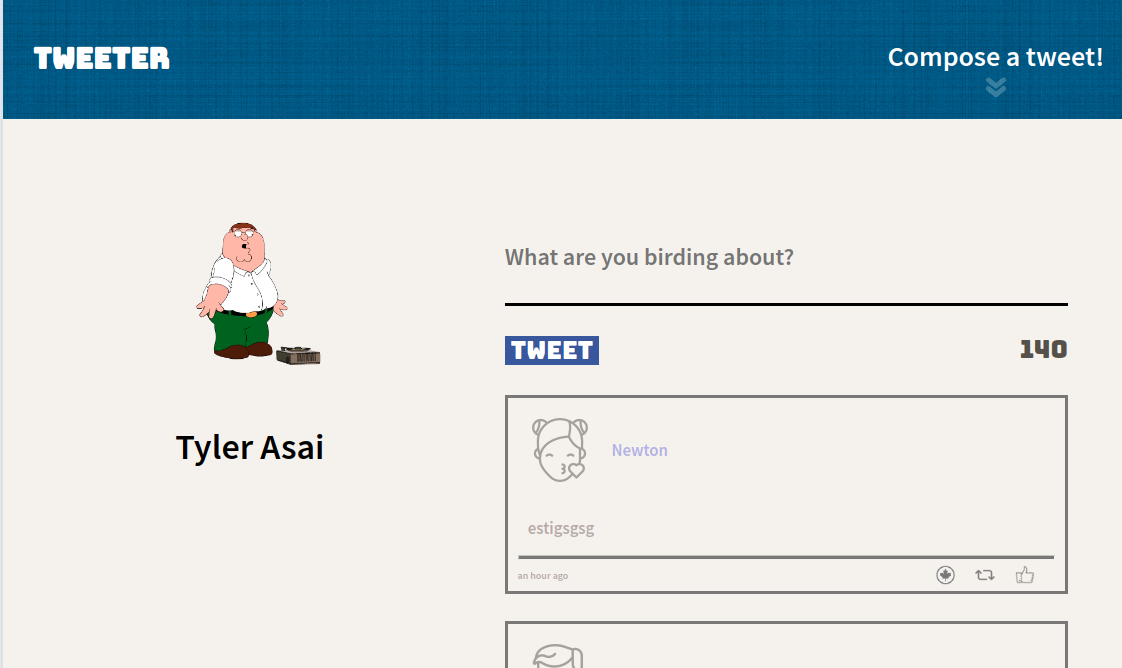 TWEETER
Compose a tweet!
What are you birding about?
TWEET
140
Tyler Asai
Newton
estigsgsg
an hour ago